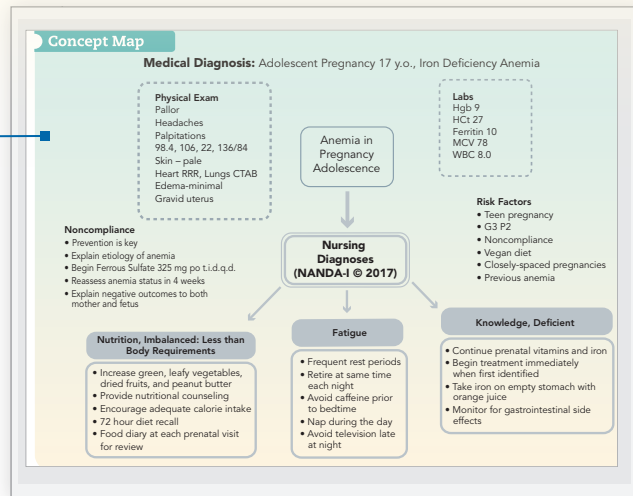 Concept Map
Medical Diagnosis: Adolescent Pregnancy 17 y.o., Iron Deficiency Anemia
Physical Exam
Pallor
Headaches
Palpitations
98.4, 106, 22, 136/84
Skin – pale
Heart RRR, Lungs CTAB
Edema-minimal
Gravid uterus
Anemia in
Pregnancy
Adolescence
Labs
Hgb 9
HCt 27
Ferritin 10
MCV 78
WBC 8.0
Risk Factors
• Teen pregnancy
• G3 P2
• Noncompliance
• Vegan diet
• Closely-spaced pregnancies
• Previous anemia
Noncompliance
• Prevention is key
• Explain etiology of anemia
• Begin Ferrous Sulfate 325 mg po t.i.d.q.d.
• Reassess anemia status in 4 weeks
• Explain negative outcomes to both
mother and fetus
Nursing
Diagnoses
(NANDA-I © 2017)
Nutrition, Imbalanced: Less than
Body Requirements
• Increase green, leafy vegetables,
dried fruits, and peanut butter
• Provide nutritional counseling
• Encourage adequate calorie intake
• 72 hour diet recall
• Food diary at each prenatal visit
for review
Fatigue
• Frequent rest periods
• Retire at same time
each night
• Avoid caffeine prior
to bedtime
• Nap during the day
• Avoid television late
at night
Knowledge, Deficient
• Continue prenatal vitamins and iron
• Begin treatment immediately
when first identified
• Take iron on empty stomach with
orange juice
• Monitor for gastrointestinal side
effects